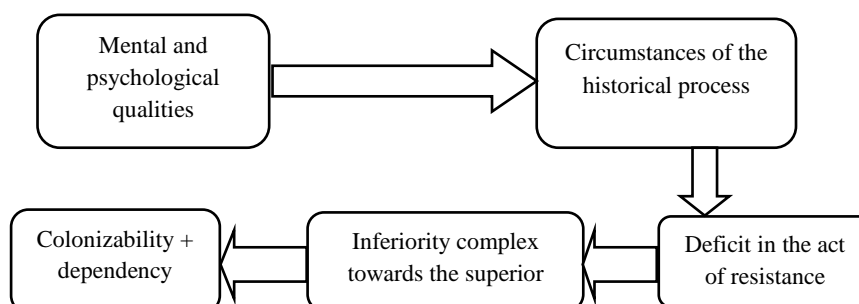 Mental and
psychological
qualities
Circumstances of the
historical process
Deficit in the act
of resistance
Inferiority complex
towards the superior
Colonizability +
dependency